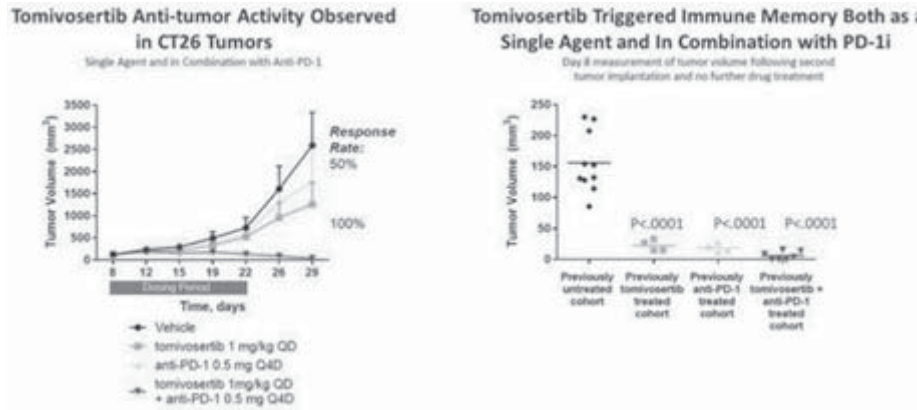 Tomivosertib Anti-tumor Activity Observed
in CT26 Tumors
Single Agent and in Combination with Anti-PD-1
Tumor Volume (mm³)
3500
3000
2500
2000
1500
1000
500
0
8 12 15 19 22 26 29
Dosing Period
Time, days
Response
Rate:
50%
100%
Vehicle
tomivosertib 1 mg/kg QD
anti-PD-1 0.5 mg Q4D
tomivosertib 1mg/kg QD
+ anti-PD-1 0.5 mg Q4D
Tomivosertib Triggered Immune Memory Both as a
Single Agent and In Combination with PD-1i
Day 8 measurement of tumor volume following second
tumor implantation and no further drug treatment
Tumor Volume (mm³)
250
200
150
100
50
0
P<.0001 P<.0001 P<.0001
Previously
untreated
cohort
Previously
tomivosertib
treated
cohort
Previously
anti-PD-1
treated
cohort
Previously
tomivosertib +
anti-PD-1
treated
cohort